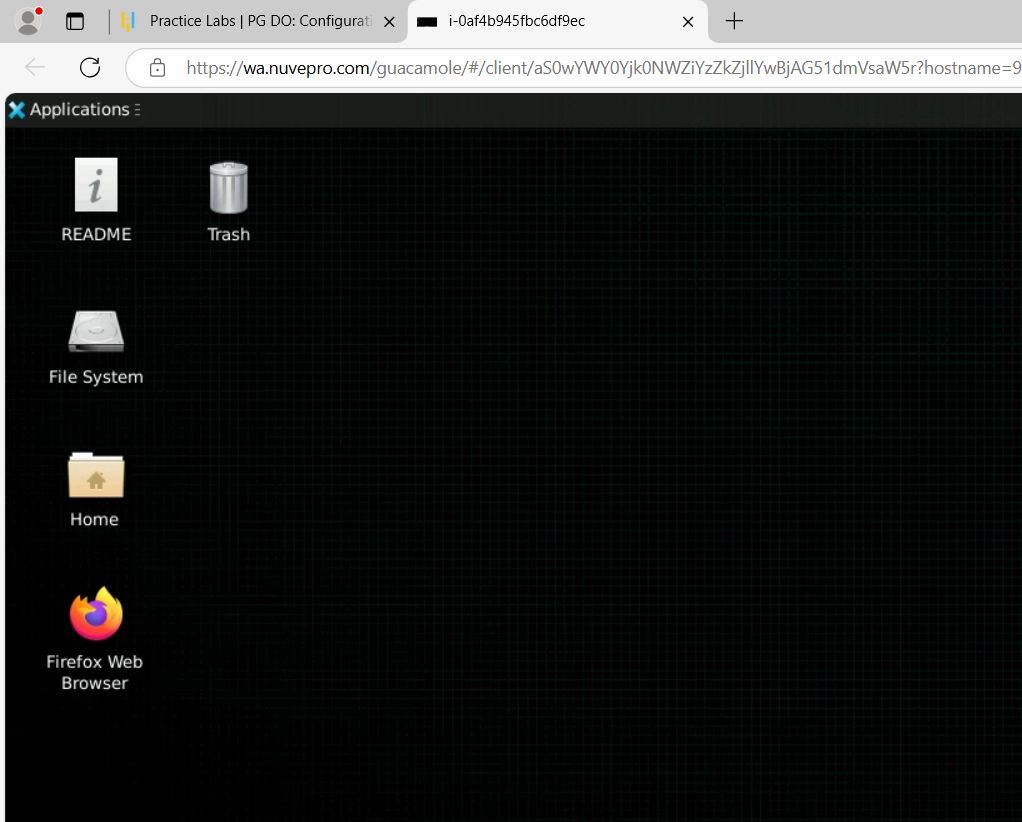 Practice Labs | PG DO: Configurati
i-0af4b945fbc6df9ec
https://wa.nuvepro.com/guacamole/#/client/aS0wYWY0Yjk0NWZiYzZkZjllYwBjAG51dmVsaW5r?hostname=9
Applications
README
Trash
File System
Home
Firefox Web
Browser